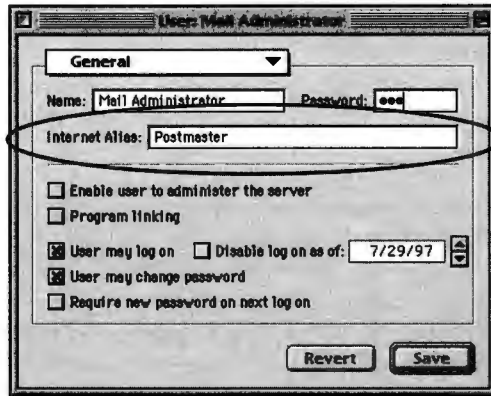 User: Mail Administrator
General
Name: Mail Administrator Password: •••
Internet Alias: Postmaster
Enable user to administer the server
Program linking
User may log on Disable log on as of: 7/29/97
User may change password
Require new password on next log on
Revert Save